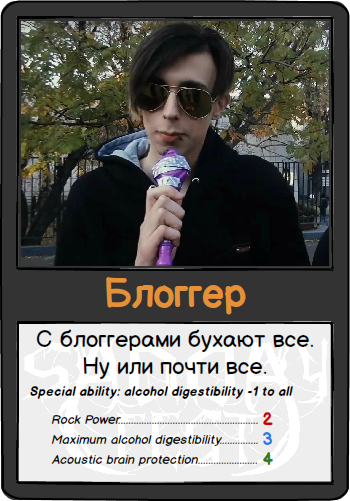 Блоггер
С блоггерами бухают все.
Ну или почти все.
Special ability: alcohol digestibility -1 to all
Rock Power 2
Maximum alcohol digestibility 3
Acoustic brain protection 4